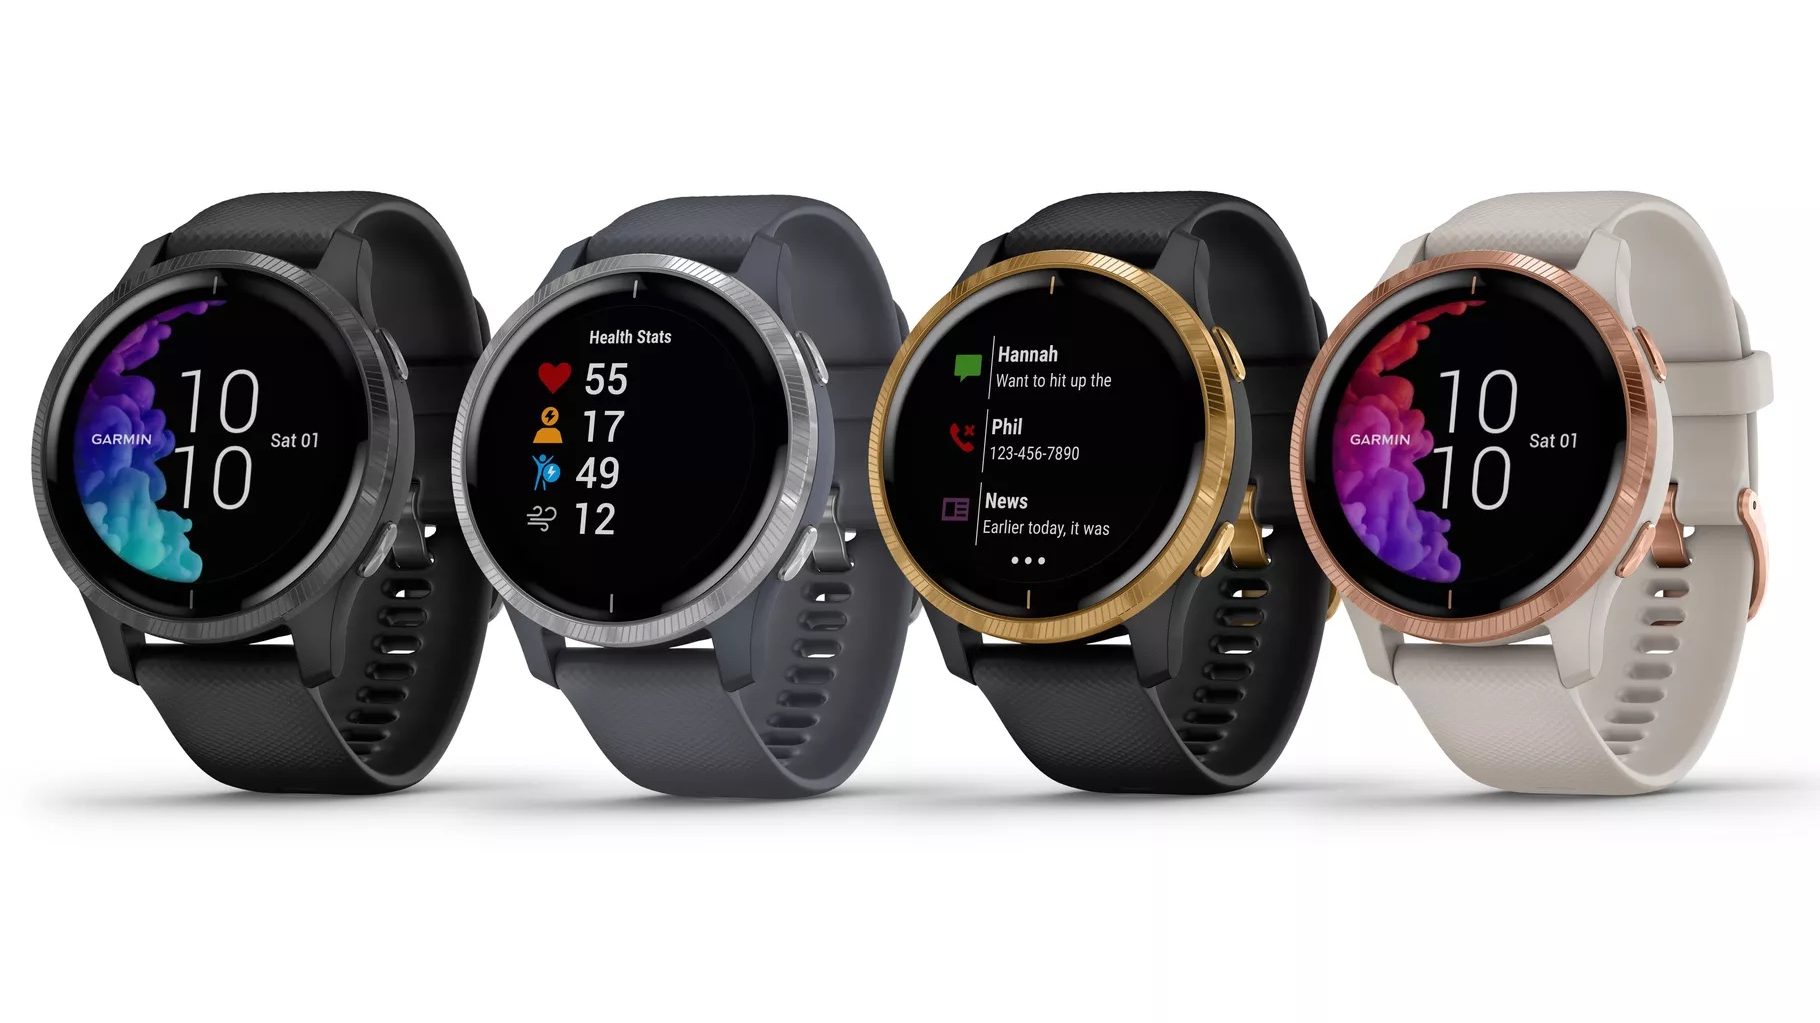 GARMIN
10
10
Sat 01
Health Stats
55
17
49
12
Hannah
Want to hit up the
Phil
123-456-7890
News
Earlier today, it was
GARMIN
10
10
Sat 01